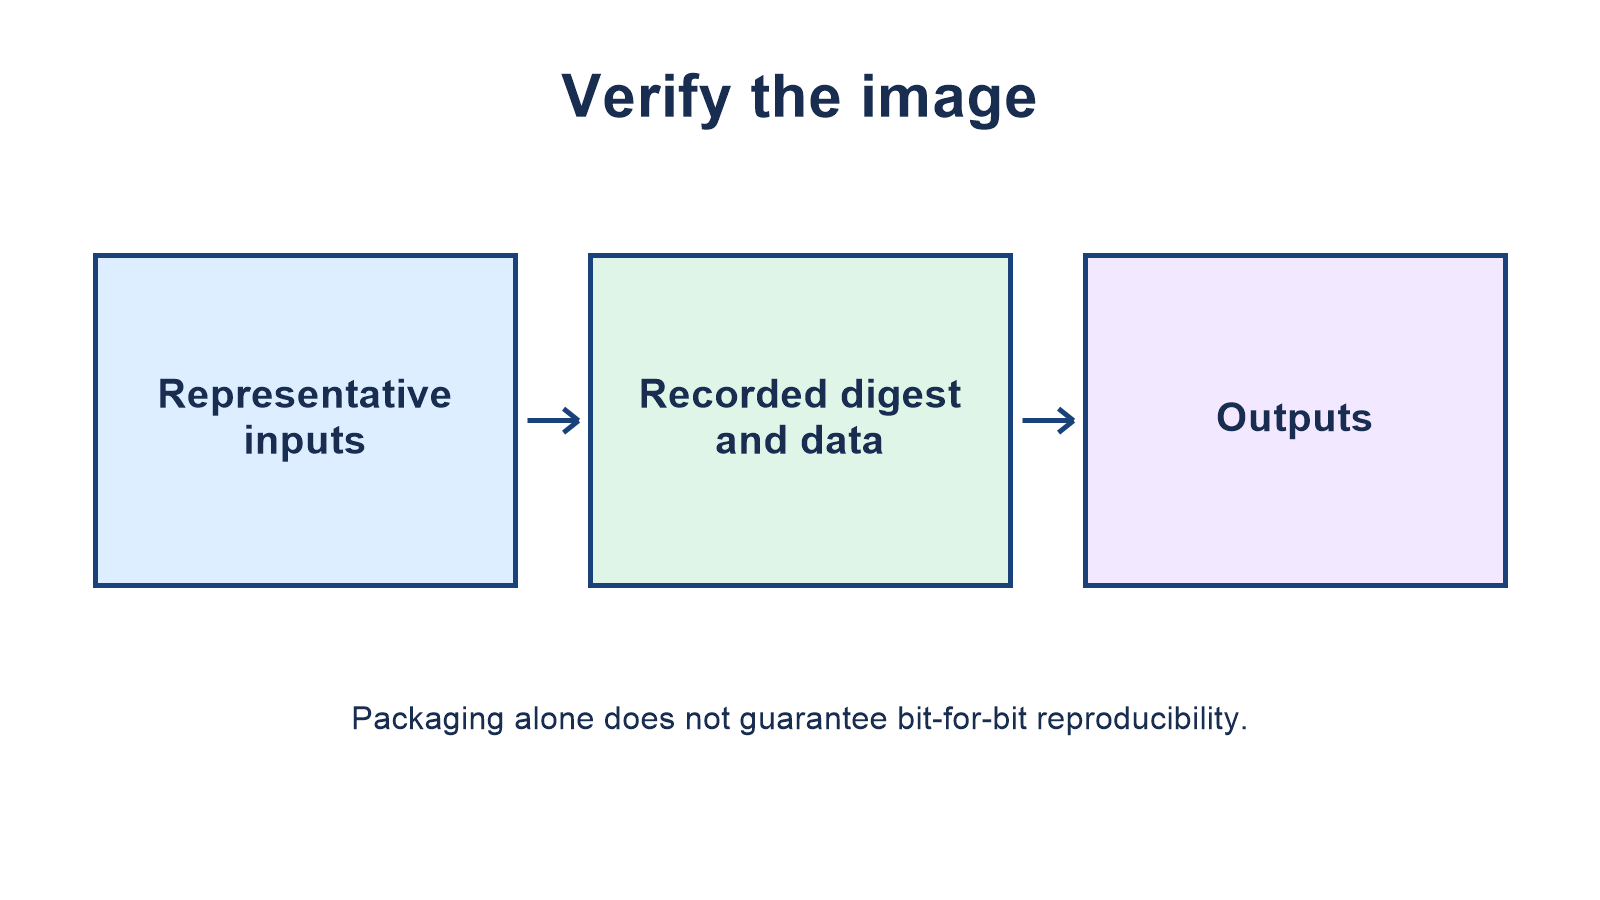 Verify the image
Representative
inputs
Recorded digest
and data
Outputs
Packaging alone does not guarantee bit-for-bit reproducibility.